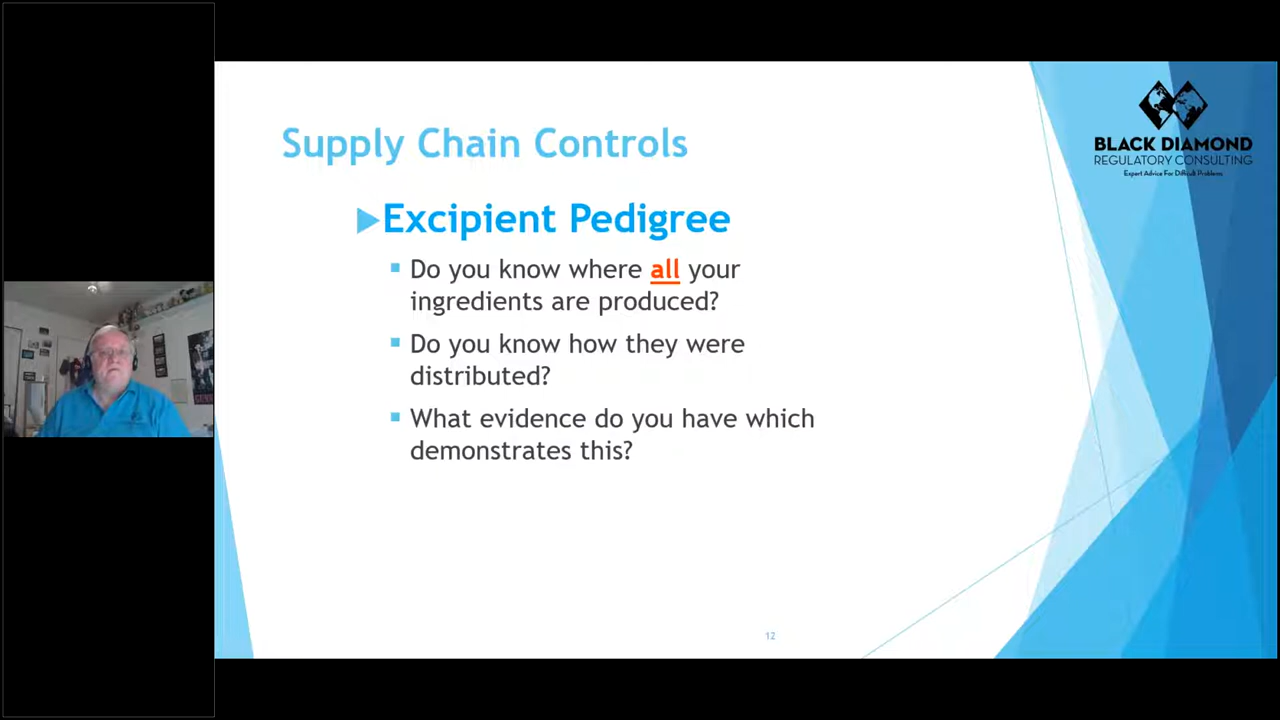 Supply Chain Controls
BLACK DIAMOND
REGULATORY CONSULTING
Expert Advice For Difficult Problems
Excipient Pedigree
Do you know where all your
ingredients are produced?
Do you know how they were
distributed?
What evidence do you have which
demonstrates this?
12